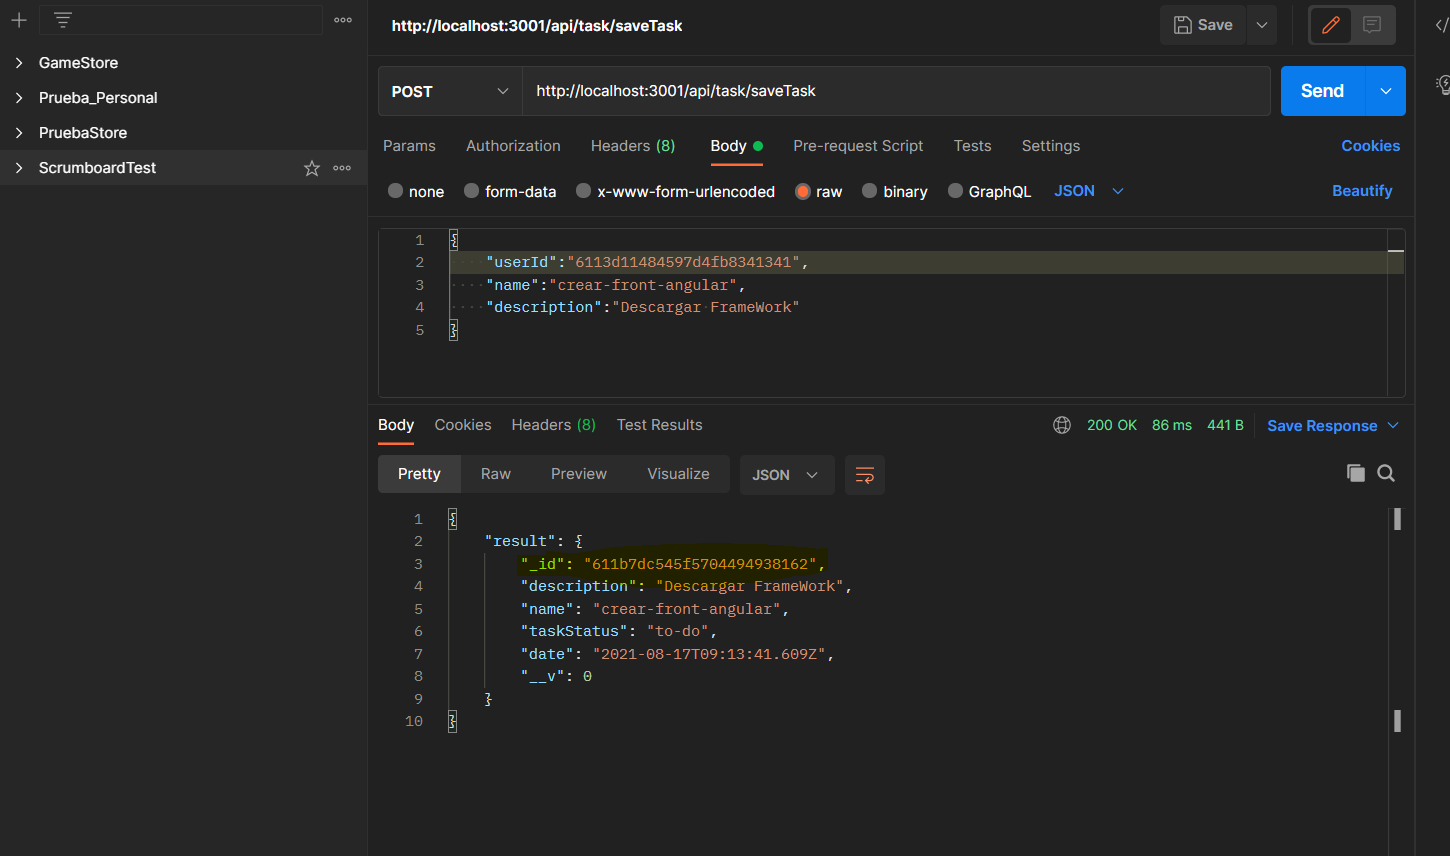 http://localhost:3001/api/task/saveTask
Save
GameStore
Prueba_Personal
PruebaStore
ScrumboardTest
POST
http://localhost:3001/api/task/saveTask
Send
Params Authorization Headers (8) Body Pre-request Script Tests Settings Cookies
none form-data x-www-form-urlencoded raw binary GraphQL JSON Beautify
1 {
2 "userId":"6113d11484597d4fb8341341",
3 "name":"crear-front-angular",
4 "description":"Descargar FrameWork"
5 }
Body Cookies Headers (8) Test Results 200 OK 86 ms 441 B Save Response
Pretty Raw Preview Visualize JSON
1 {
2 "result": {
3 "_id": "611b7dc545f5704494938162",
4 "description": "Descargar FrameWork",
5 "name": "crear-front-angular",
6 "taskStatus": "to-do",
7 "date": "2021-08-17T09:13:41.609Z",
8 "__v": 0
9 }
10 }